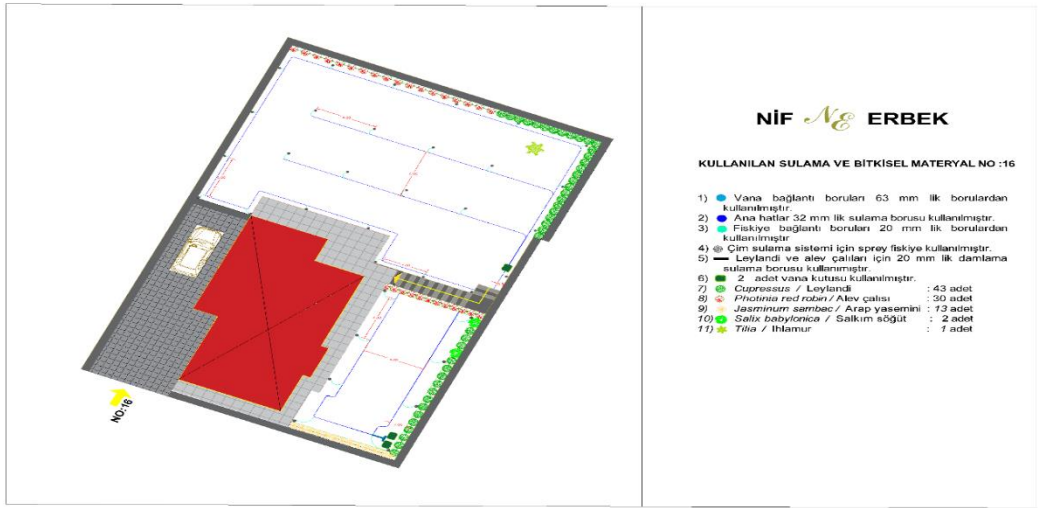 NİF NE ERBEK
KULLANILAN SULAMA VE BİTKİSEL MATERYAL NO :16
1) Vana bağlantı boruları 63 mm lik borulardan
kullanılmıştır.
2) Ana hatlar 32 mm lik sulama borusu kullanılmıştır.
3) Fiskiye bağlantı boruları 20 mm lik borulardan
kullanılmıştır
4) Çim sulama sistemi için sprey fiskiye kullanılmıştır.
5) Leylandi ve alev çalıları için 20 mm lik damlama
sulama borusu kullanımıştır.
6) 2 adet vana kutusu kullanılmıştır.
7) Cupressus / Leylandi : 43 adet
8) Photinia red robin / Alev çalısı : 30 adet
9) Jasminum sambac / Arap yasemini : 13 adet
10) Salix babylonica / Salkım söğüt : 2 adet
11) Tilia / Ihlamur : 1 adet
NO:16